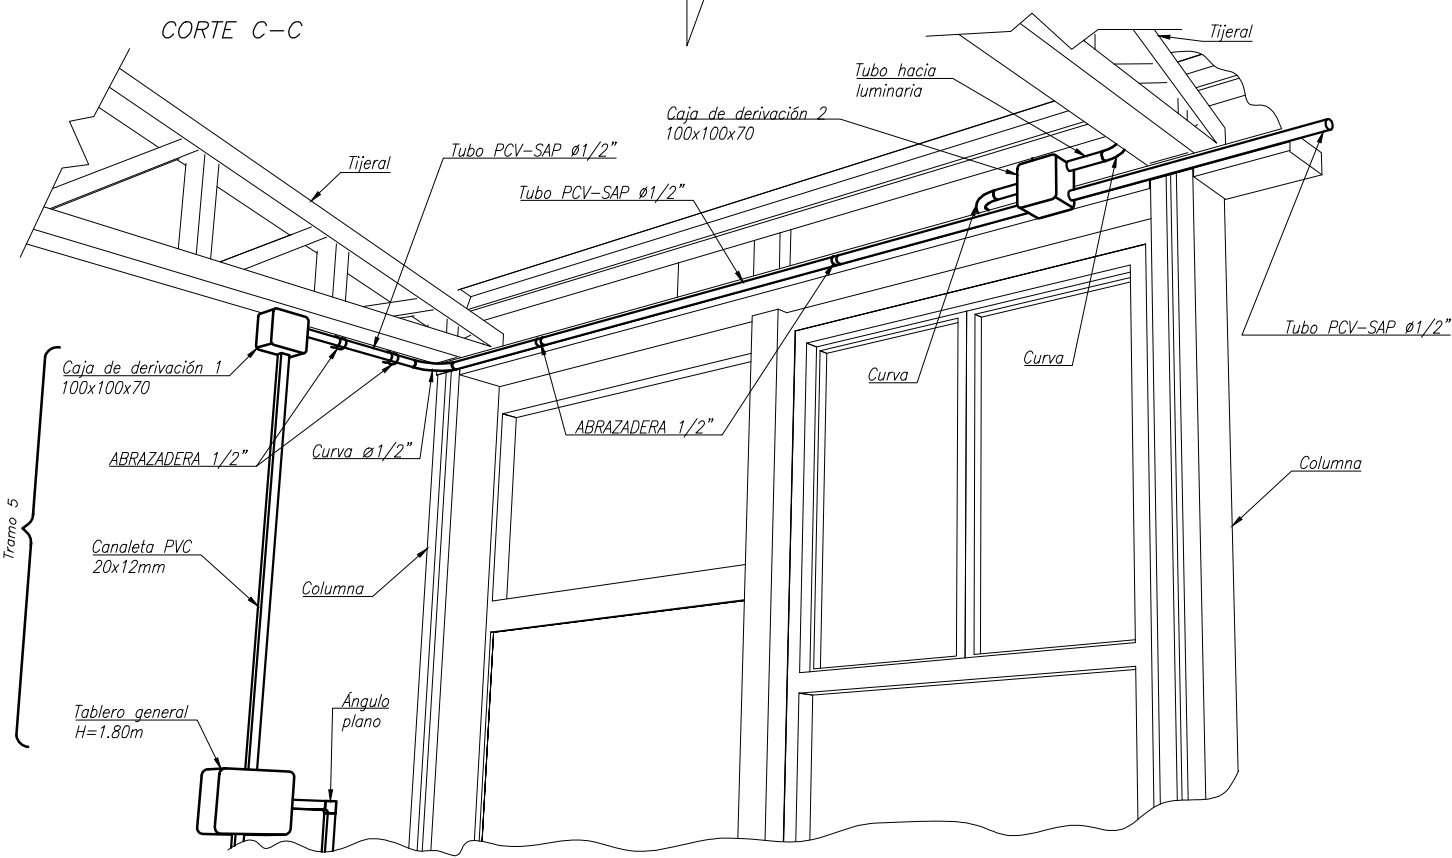 CORTE C-C
Tijeral
Tubo hacia
luminaria
Caja de derivación 2
100x100x70
Tubo PCV-SAP ø1/2"
Tijeral
Tubo PCV-SAP ø1/2"
Tubo PCV-SAP ø1/2"
Caja de derivación 1
100x100x70
Curva
Curva
ABRAZADERA 1/2"
Curva ø1/2"
ABRAZADERA 1/2"
Columna
Tramo 5
Canaleta PVC
20x12mm
Columna
Tablero general
H=1.80m
Ángulo
plano